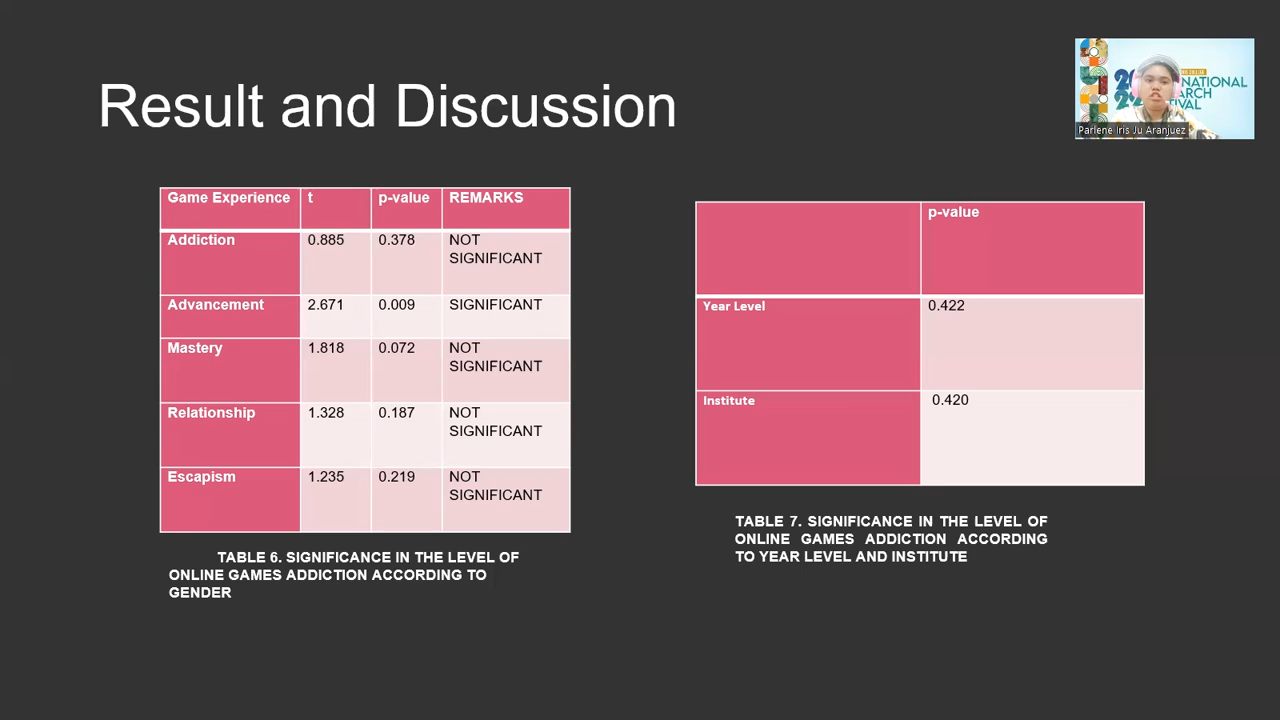 Result and Discussion
NATIONAL
ARCH
Parlene Iris Ju Aranjuez
Game Experience t p-value REMARKS
Addiction 0.885 0.378 NOT
SIGNIFICANT
Advancement 2.671 0.009 SIGNIFICANT
Mastery 1.818 0.072 NOT
SIGNIFICANT
Relationship 1.328 0.187 NOT
SIGNIFICANT
Escapism 1.235 0.219 NOT
SIGNIFICANT
TABLE 6. SIGNIFICANCE IN THE LEVEL OF
ONLINE GAMES ADDICTION ACCORDING TO
GENDER
p-value
Year Level 0.422
Institute 0.420
TABLE 7. SIGNIFICANCE IN THE LEVEL OF
ONLINE GAMES ADDICTION ACCORDING
TO YEAR LEVEL AND INSTITUTE